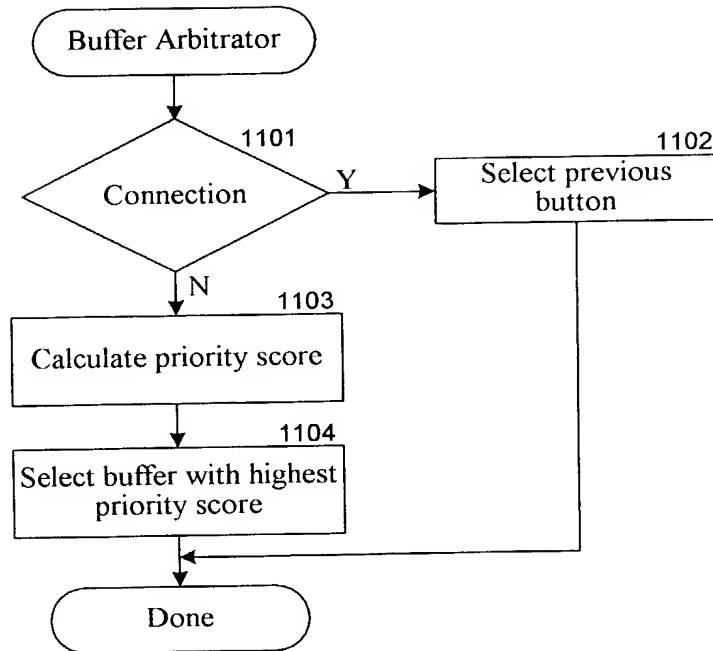 Buffer Arbitrator
1101
Connection
Y
1102
Select previous
button
N
1103
Calculate priority score
1104
Select buffer with highest
priority score
Done